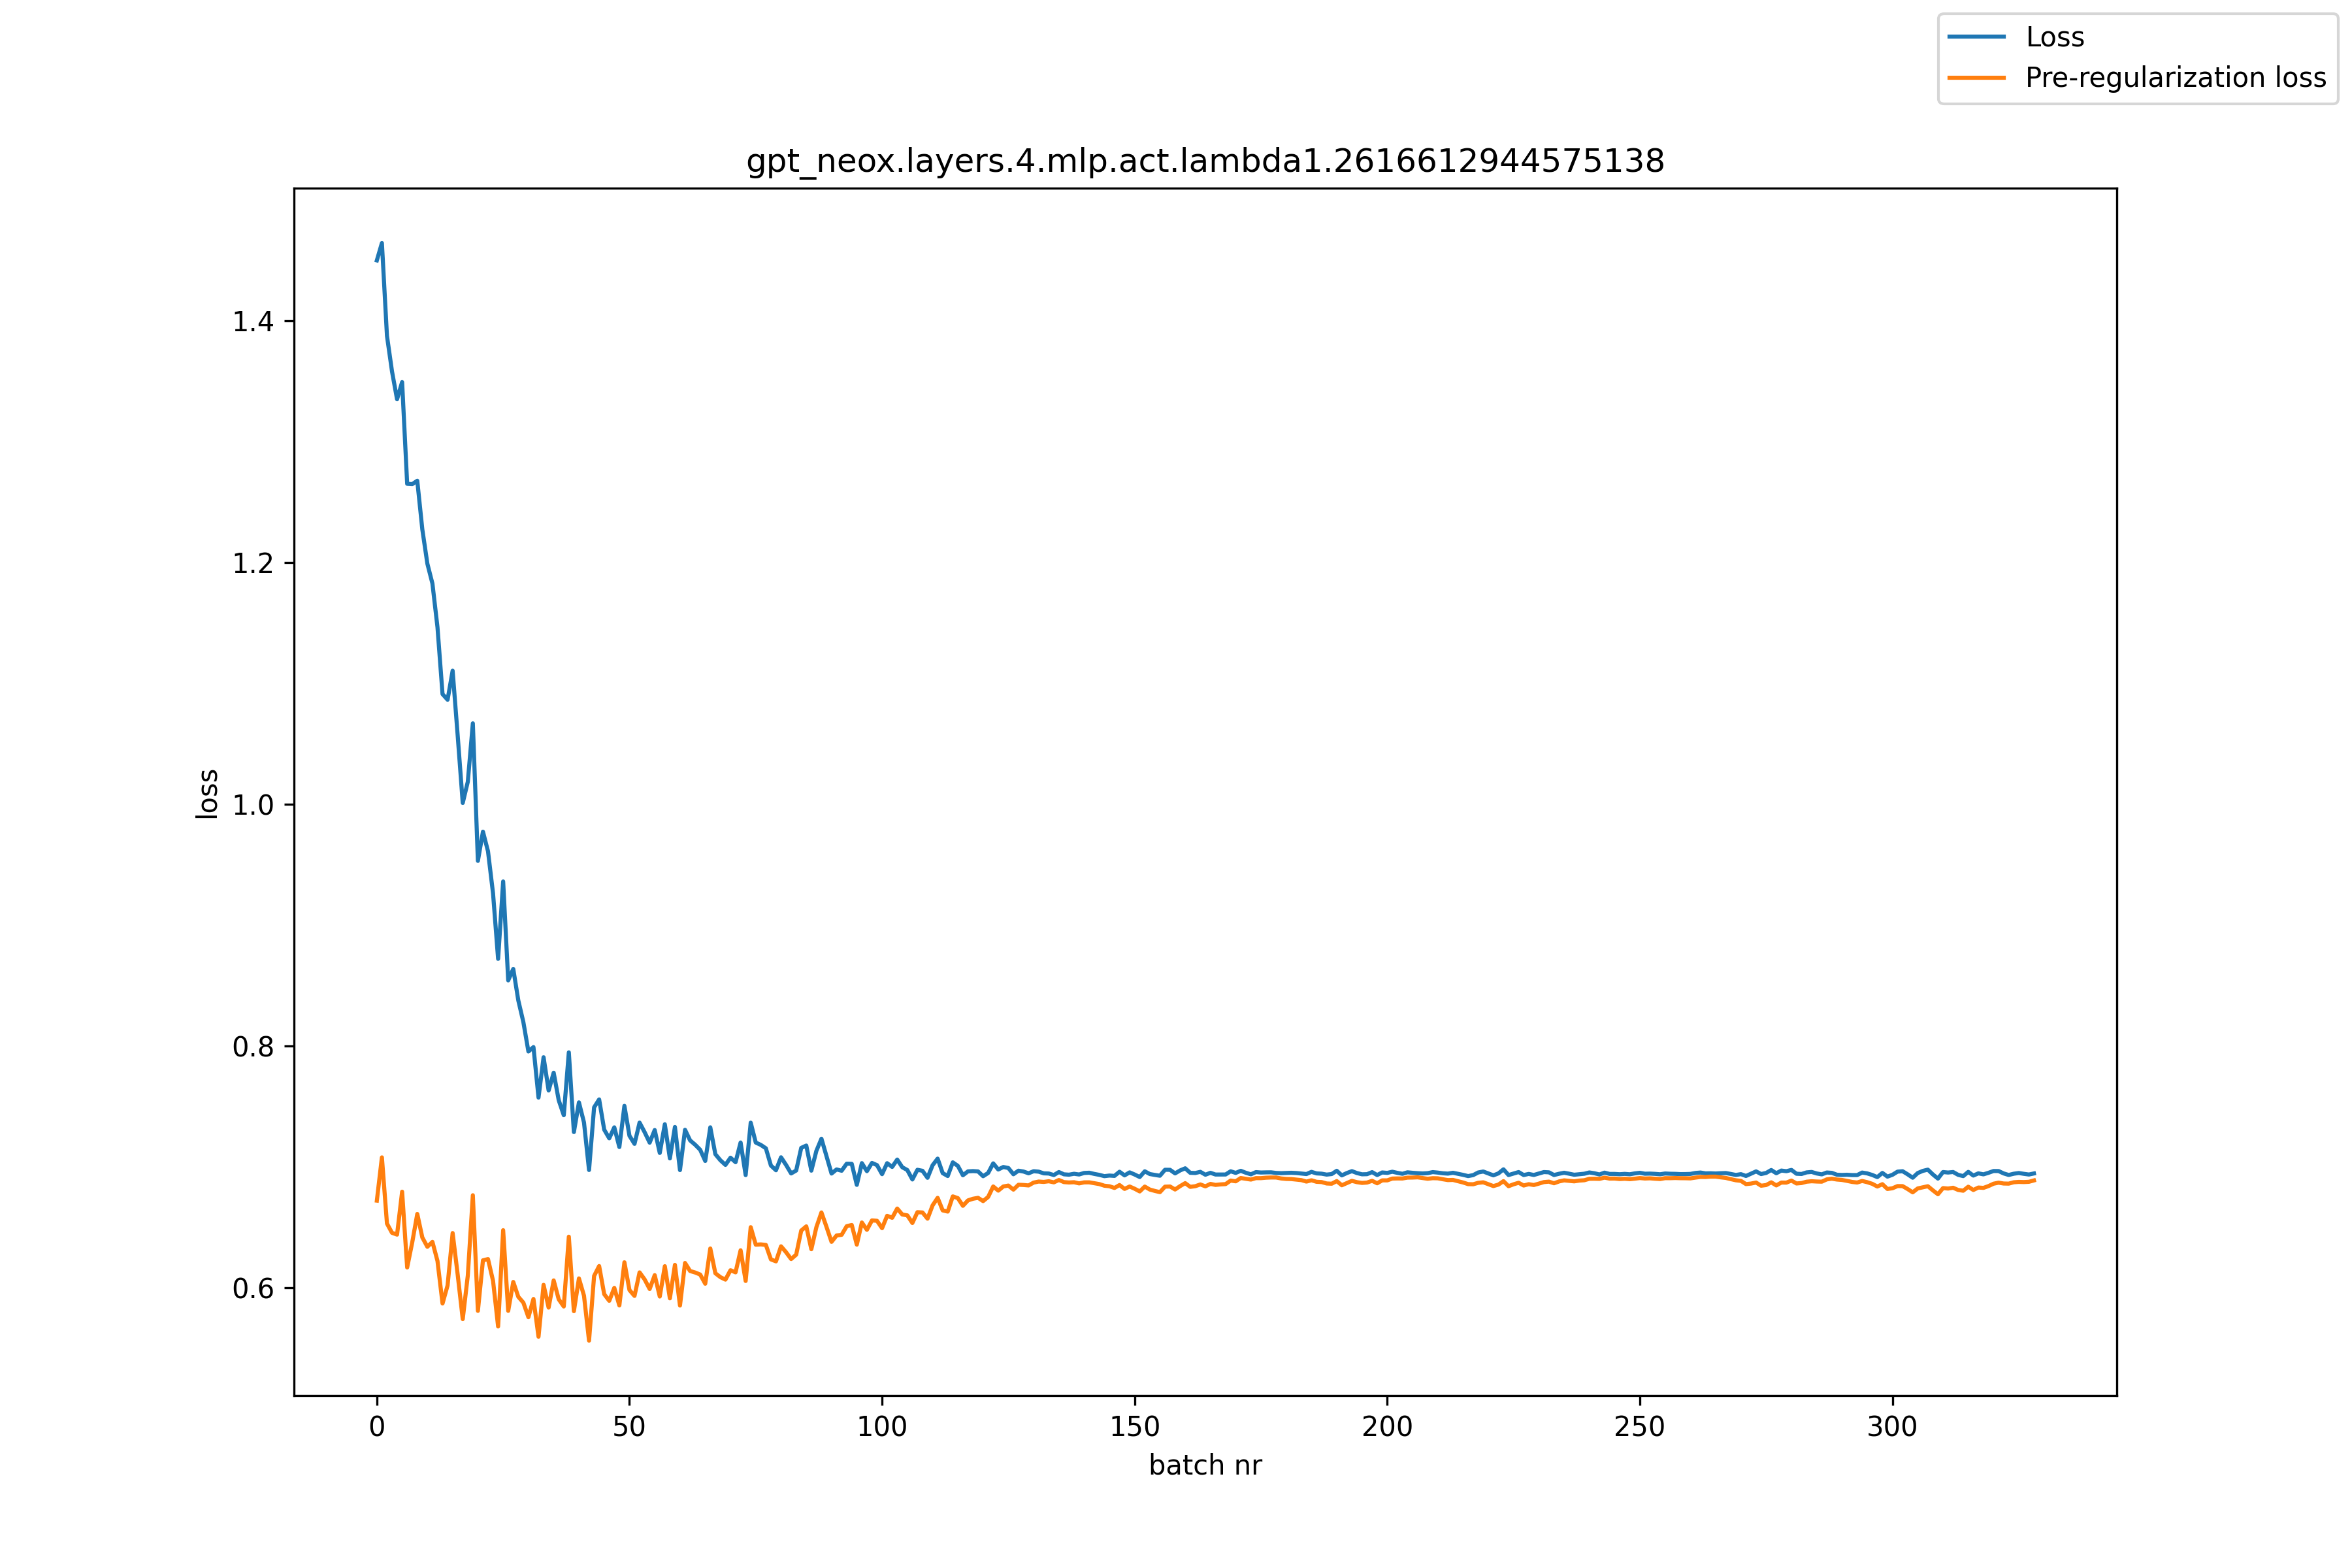 Loss
Pre-regularization loss
gpt_neox.layers.4.mlp.act.lambda1.2616612944575138
1.4
1.2
1.0
0.8
0.6
loss
0 50 100 150 200 250 300
batch nr